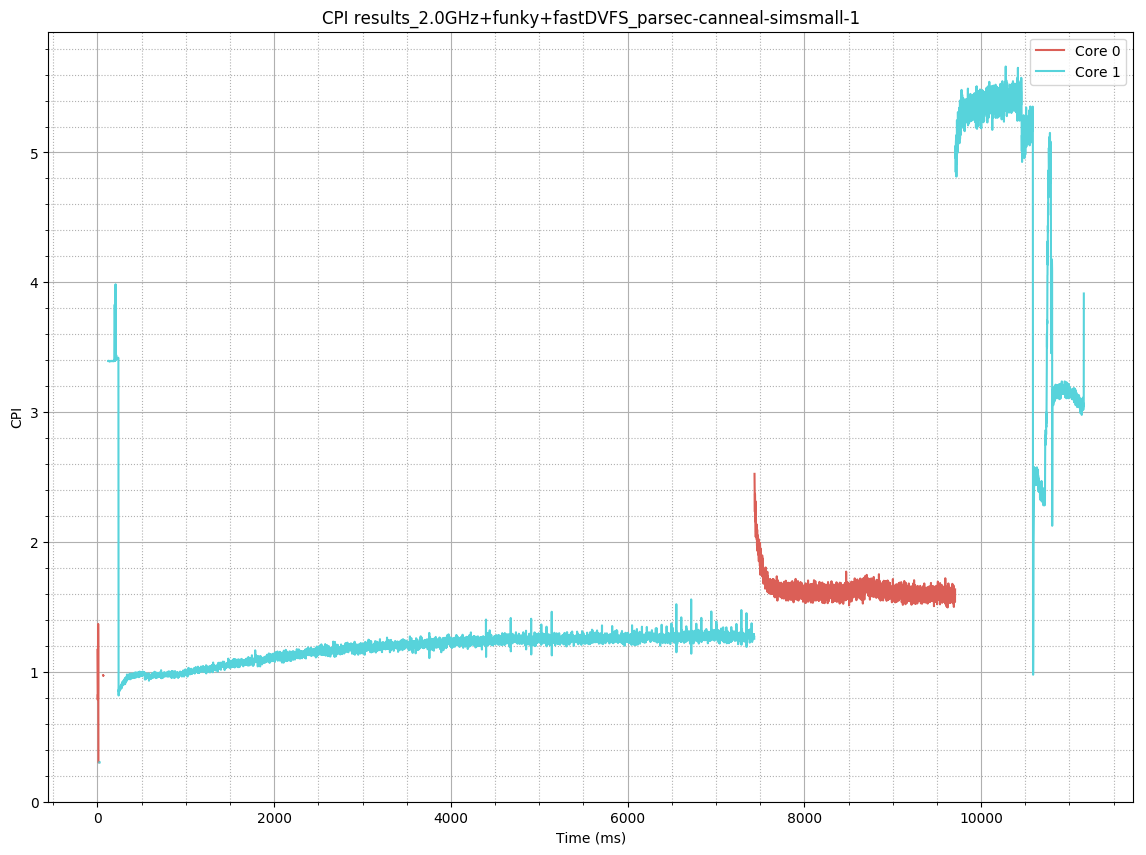 CPI results_2.0GHz+funky+fastDVFS_parsec-canneal-simsmall-1
Core 0
Core 1
CPI
5
4
3
2
1
0
0 2000 4000 6000 8000 10000
Time (ms)